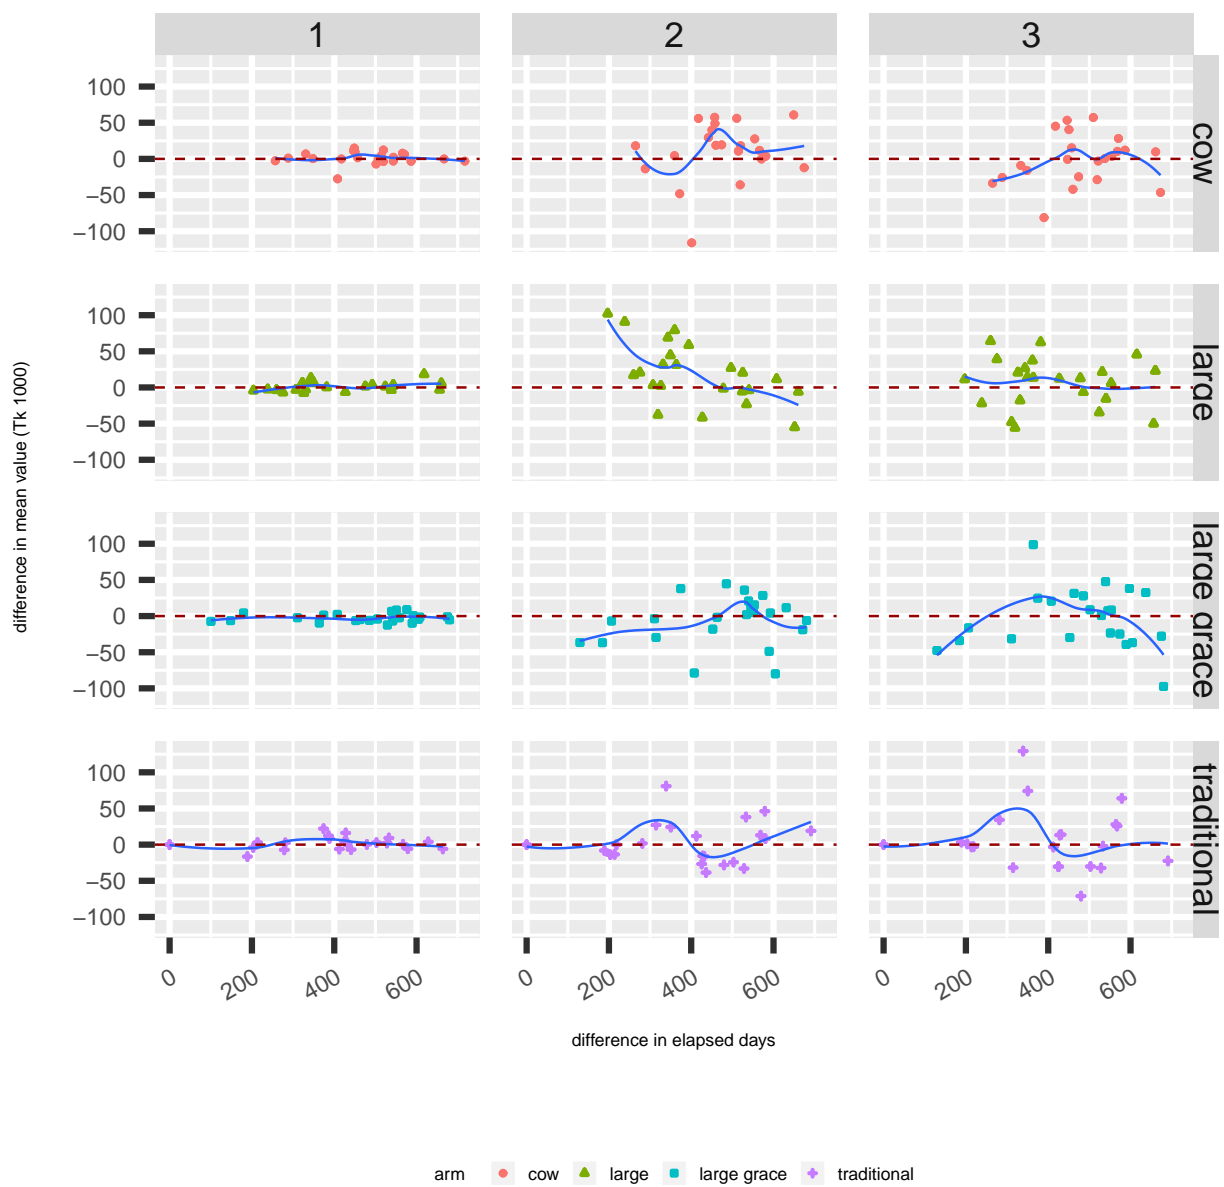 1 2 3
100
50
0
−50
−100
cow
100
50
0
−50
−100
large
difference in mean value (Tk 1000)
100
50
0
−50
−100
large grace
100
50
0
−50
−100
traditional
0 200 400 600 0 200 400 600 0 200 400 600
difference in elapsed days
arm cow large large grace traditional